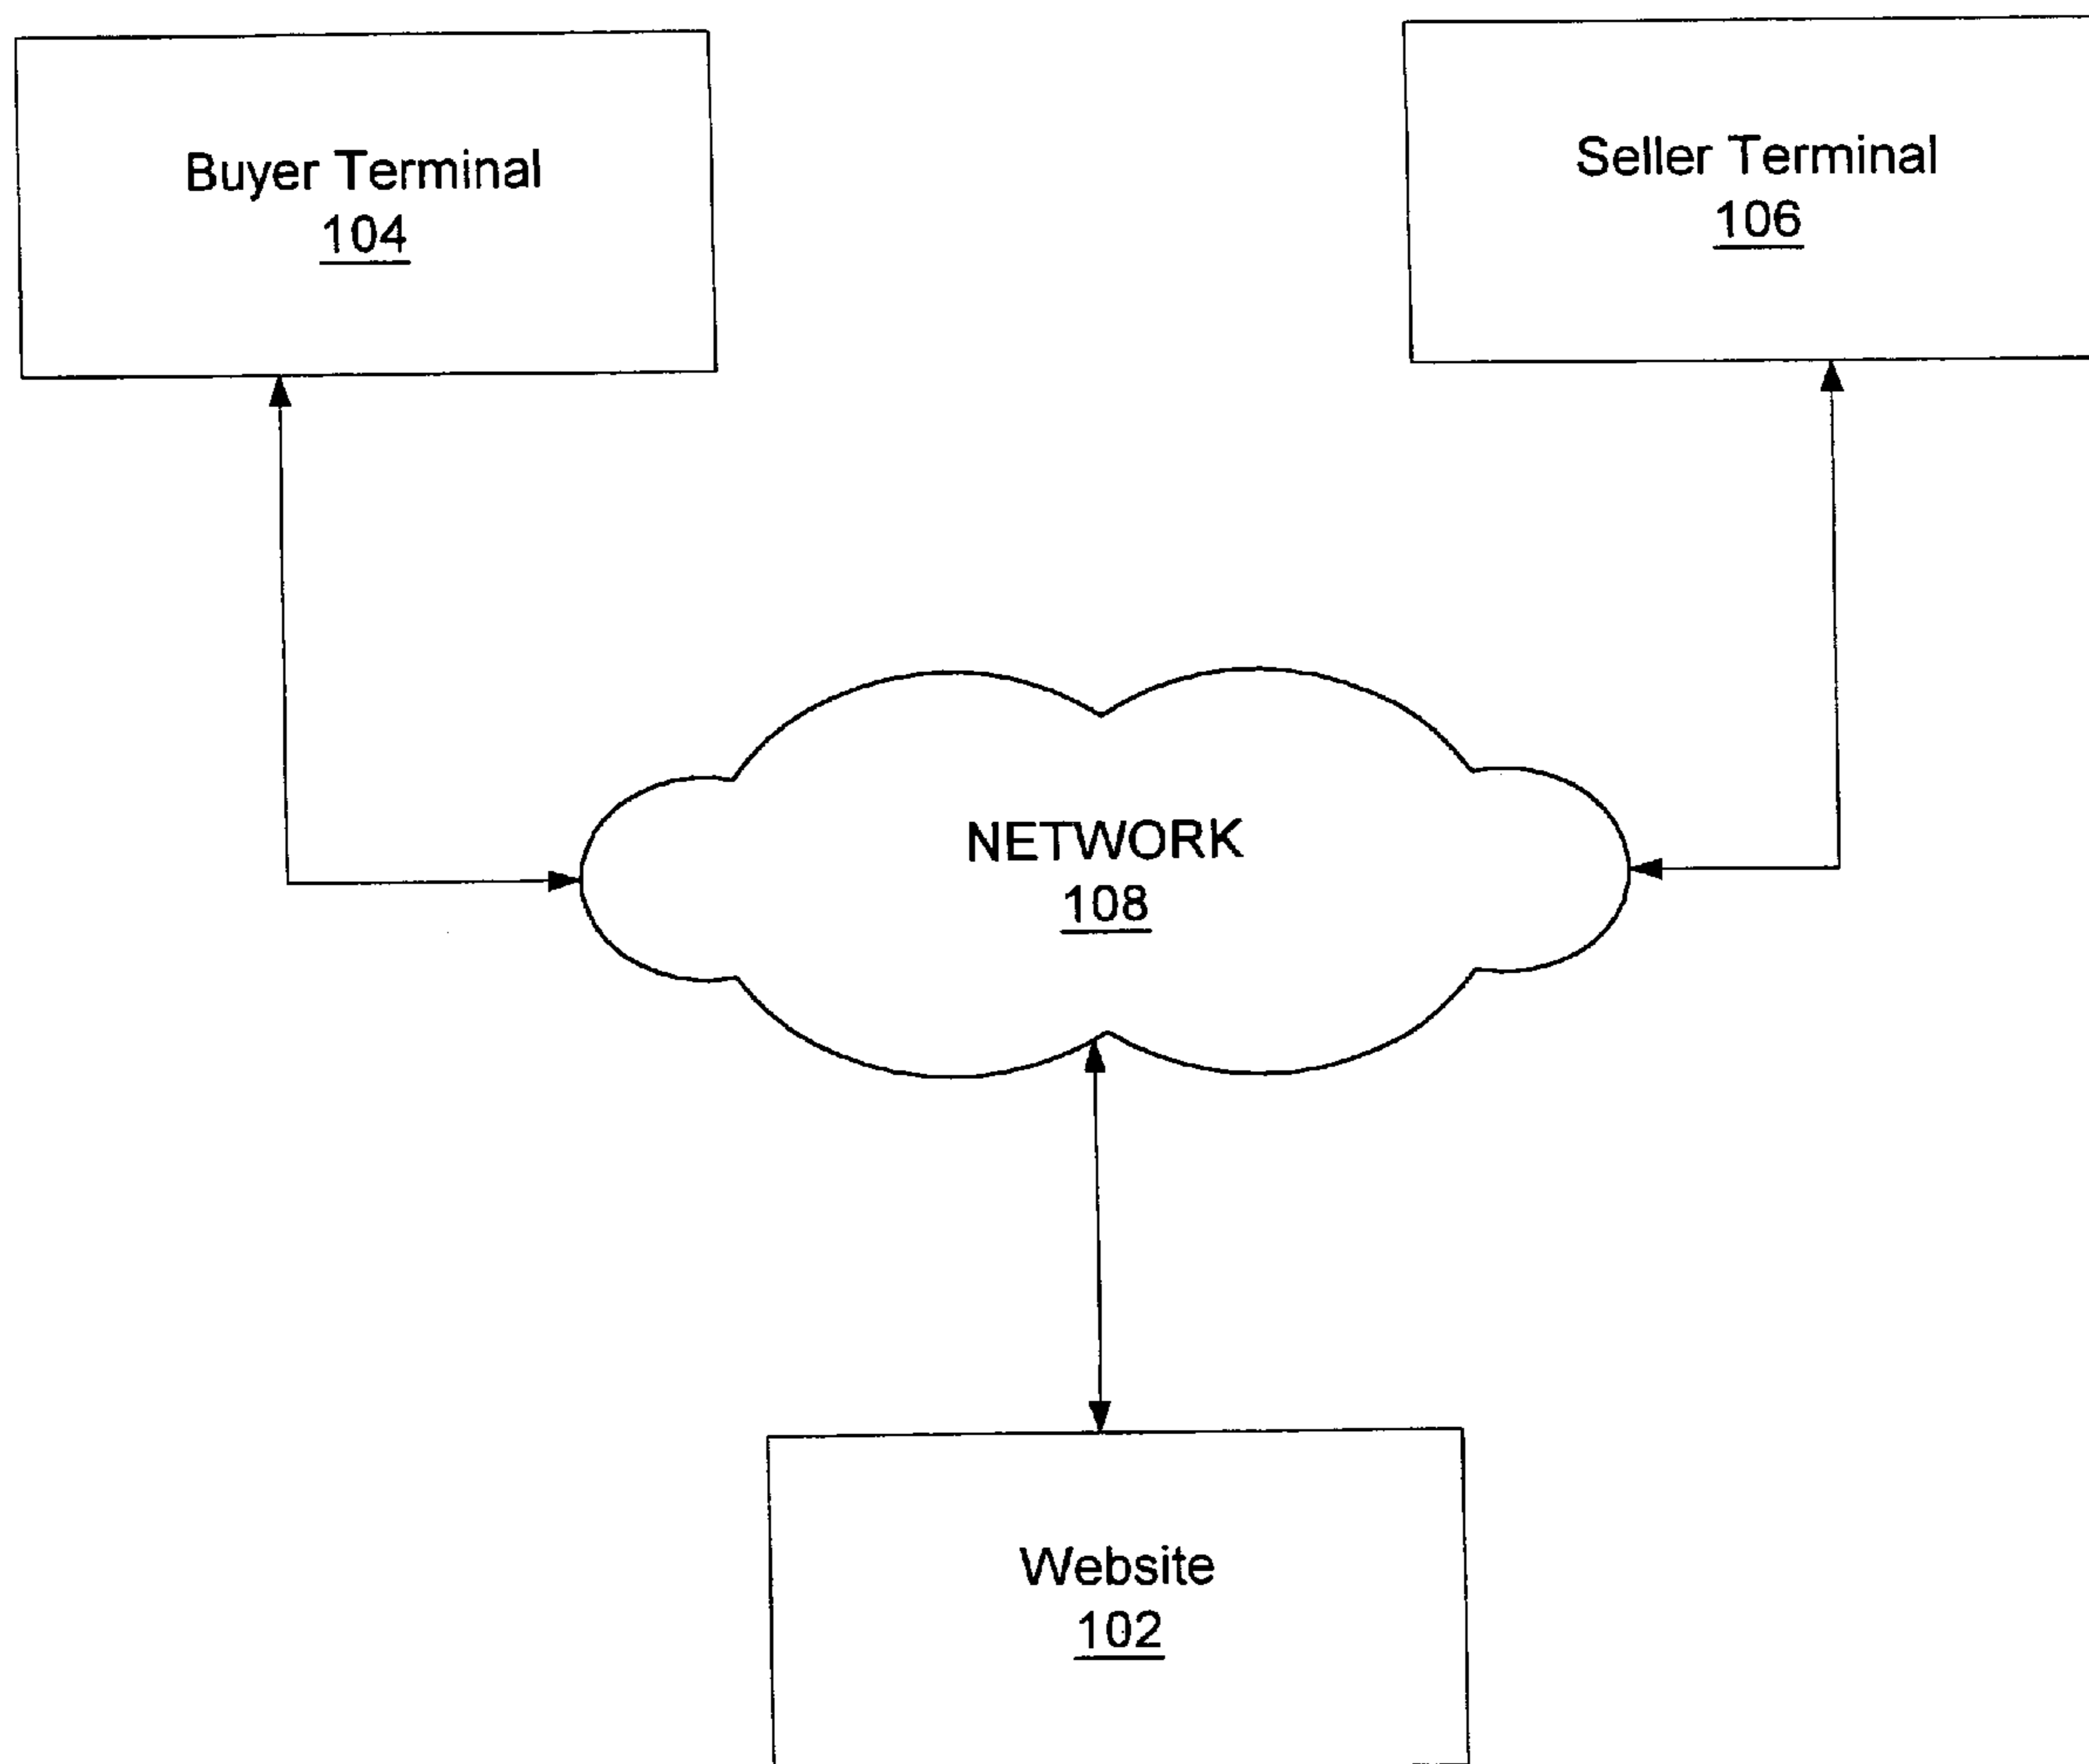 Buyer Terminal
104
Seller Terminal
106
NETWORK
108
Website
102